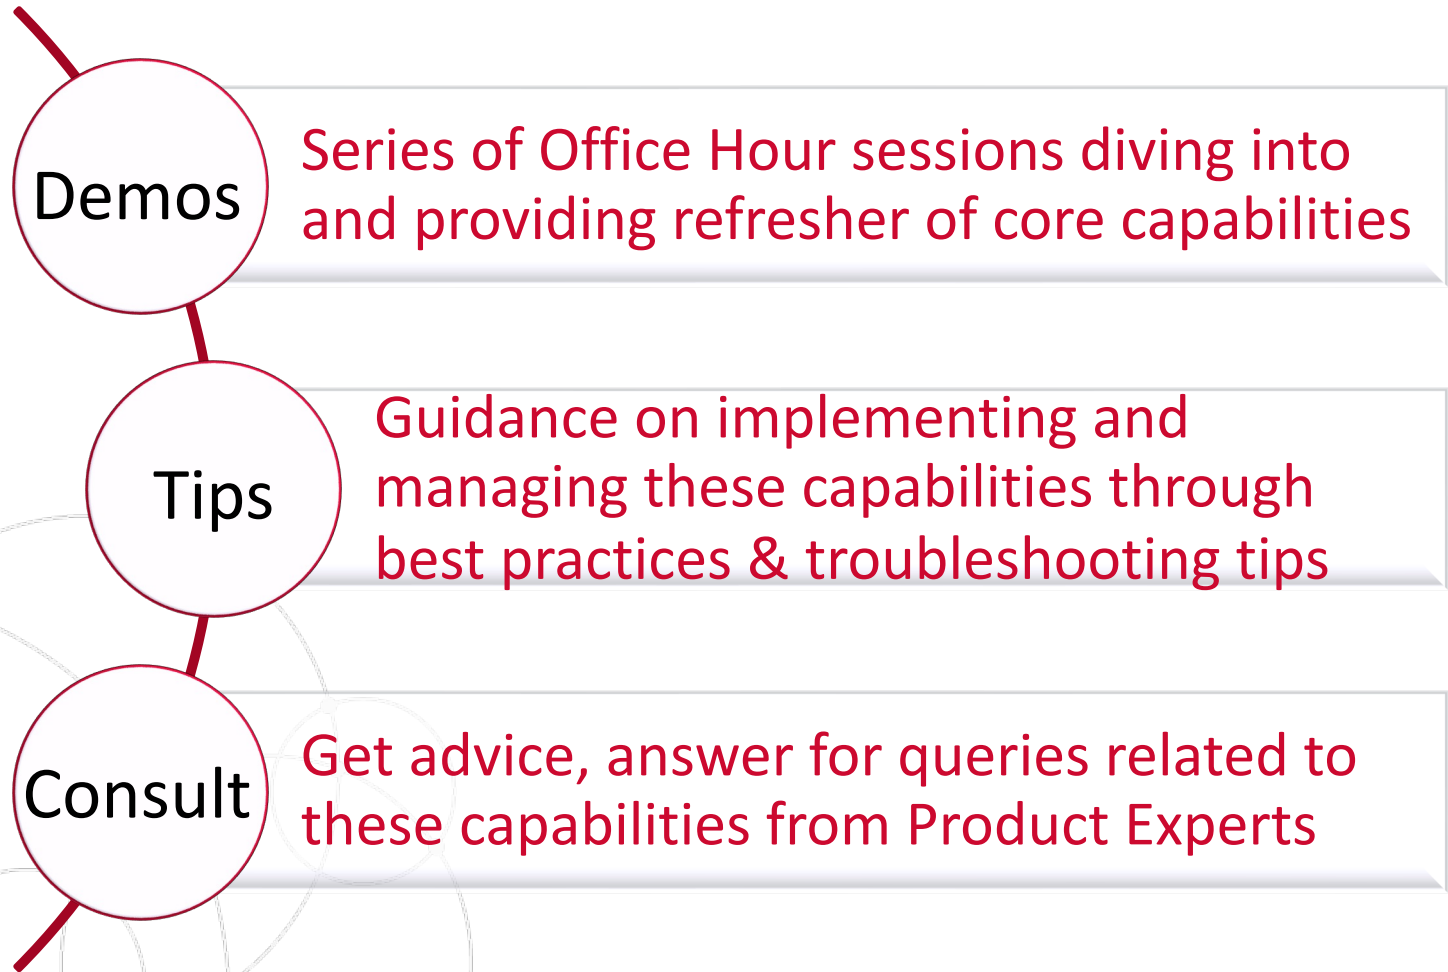 Demos
Series of Office Hour sessions diving into
and providing refresher of core capabilities
Tips
Guidance on implementing and
managing these capabilities through
best practices & troubleshooting tips
Consult
Get advice, answer for queries related to
these capabilities from Product Experts